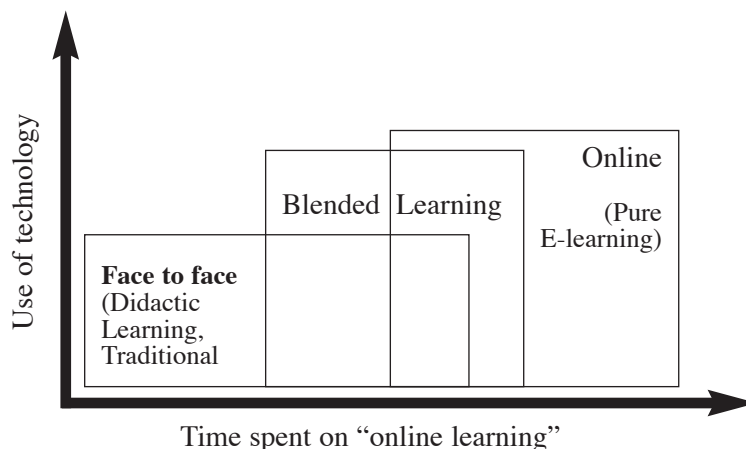 Use of technology
Online
Blended Learning
(Pure
E-learning)
Face to face
(Didactic
Learning,
Traditional
Time spent on “online learning”